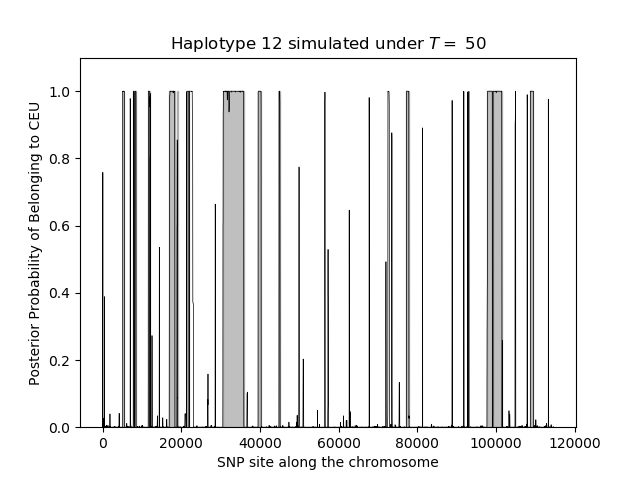 Haplotype 12 simulated under T = 50
Posterior Probability of Belonging to CEU
1.0
0.8
0.6
0.4
0.2
0.0
0 20000 40000 60000 80000 100000 120000
SNP site along the chromosome